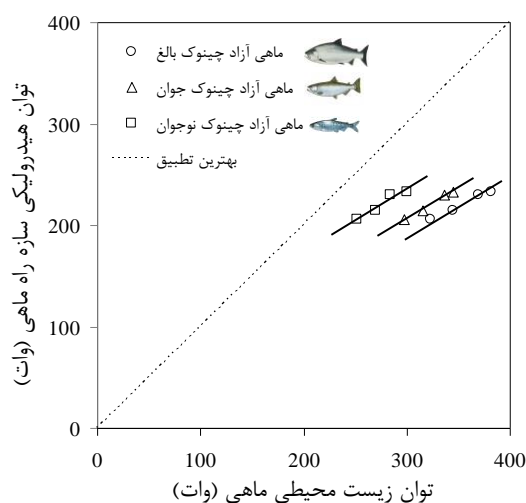 400
300
200
100
0
توان هیدرولیکی سازه راه ماهی (وات)
ماهی آزاد چینوک بالغ
ماهی آزاد چینوک جوان
ماهی آزاد چینوک نوجوان
بهترین تطبیق
0 100 200 300 400
توان زیست محیطی ماهی (وات)